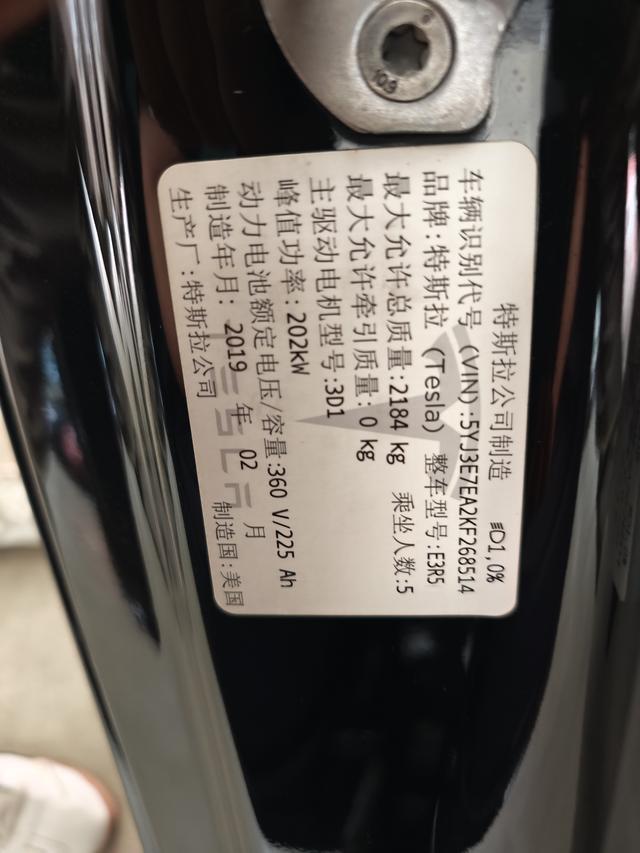 特斯拉公司制造 D1,0%
车辆识别代号 (VIN):5YJ3E7EA2KF268514
品牌:特斯拉 (Tesla) 整车型号:E3R5
最大允许总质量:2184 kg 乘坐人数:5
最大允许牵引质量: 0 kg
主驱动电机型号:3D1
峰值功率: 202kW
动力电池额定电压/容量:360 V/225 Ah
制造年月: 2019 年 02 月
生产厂:特斯拉公司 制造国:美国
10.9